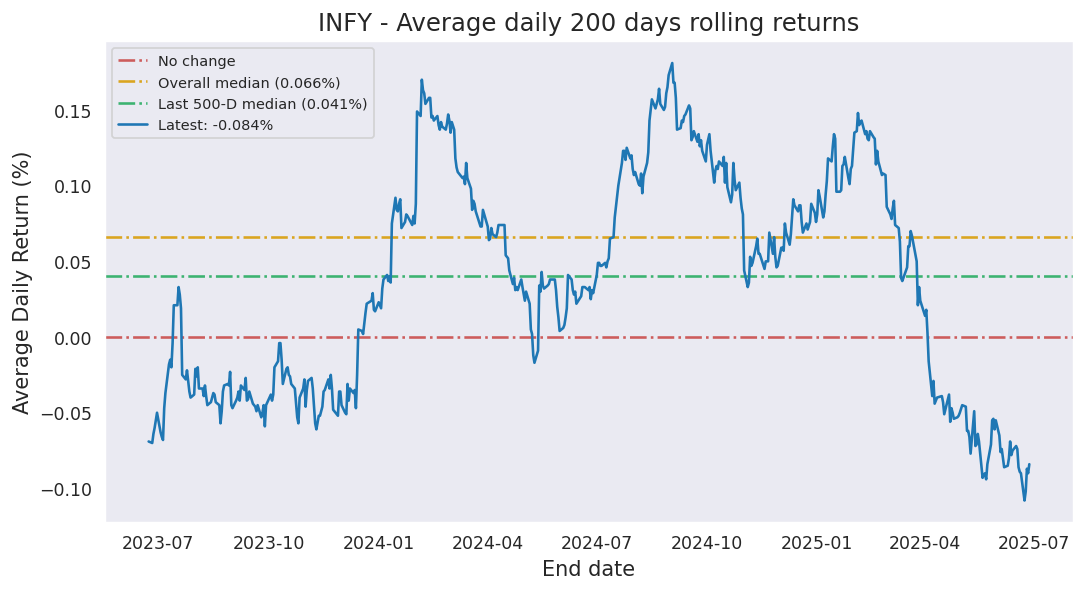 INFY - Average daily 200 days rolling returns
No change
Overall median (0.066%)
Last 500-D median (0.041%)
Latest: -0.084%
Average Daily Return (%)
0.15
0.10
0.05
0.00
−0.05
−0.10
2023-07 2023-10 2024-01 2024-04 2024-07 2024-10 2025-01 2025-04 2025-07
End date